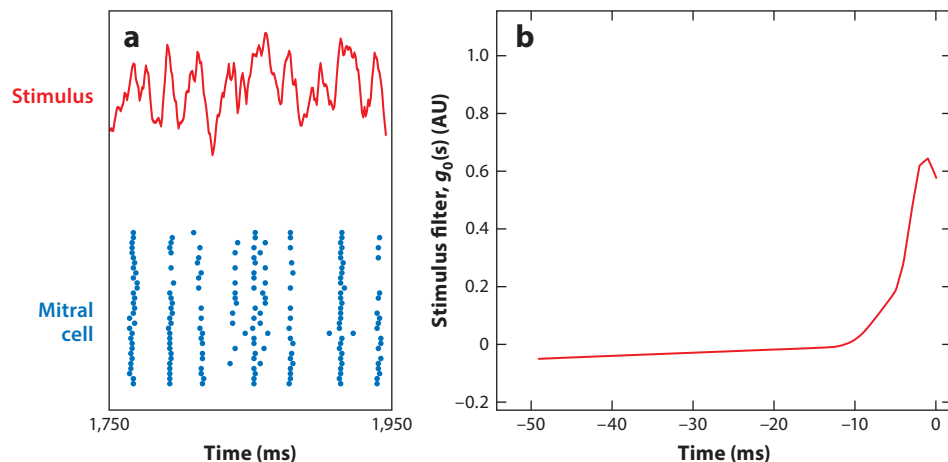 a
Stimulus
Mitral
cell
1,750
1,950
Time (ms)
b
Stimulus filter, g₀(s) (AU)
1.0
0.8
0.6
0.4
0.2
0
–0.2
–50
–40
–30
–20
–10
0
Time (ms)